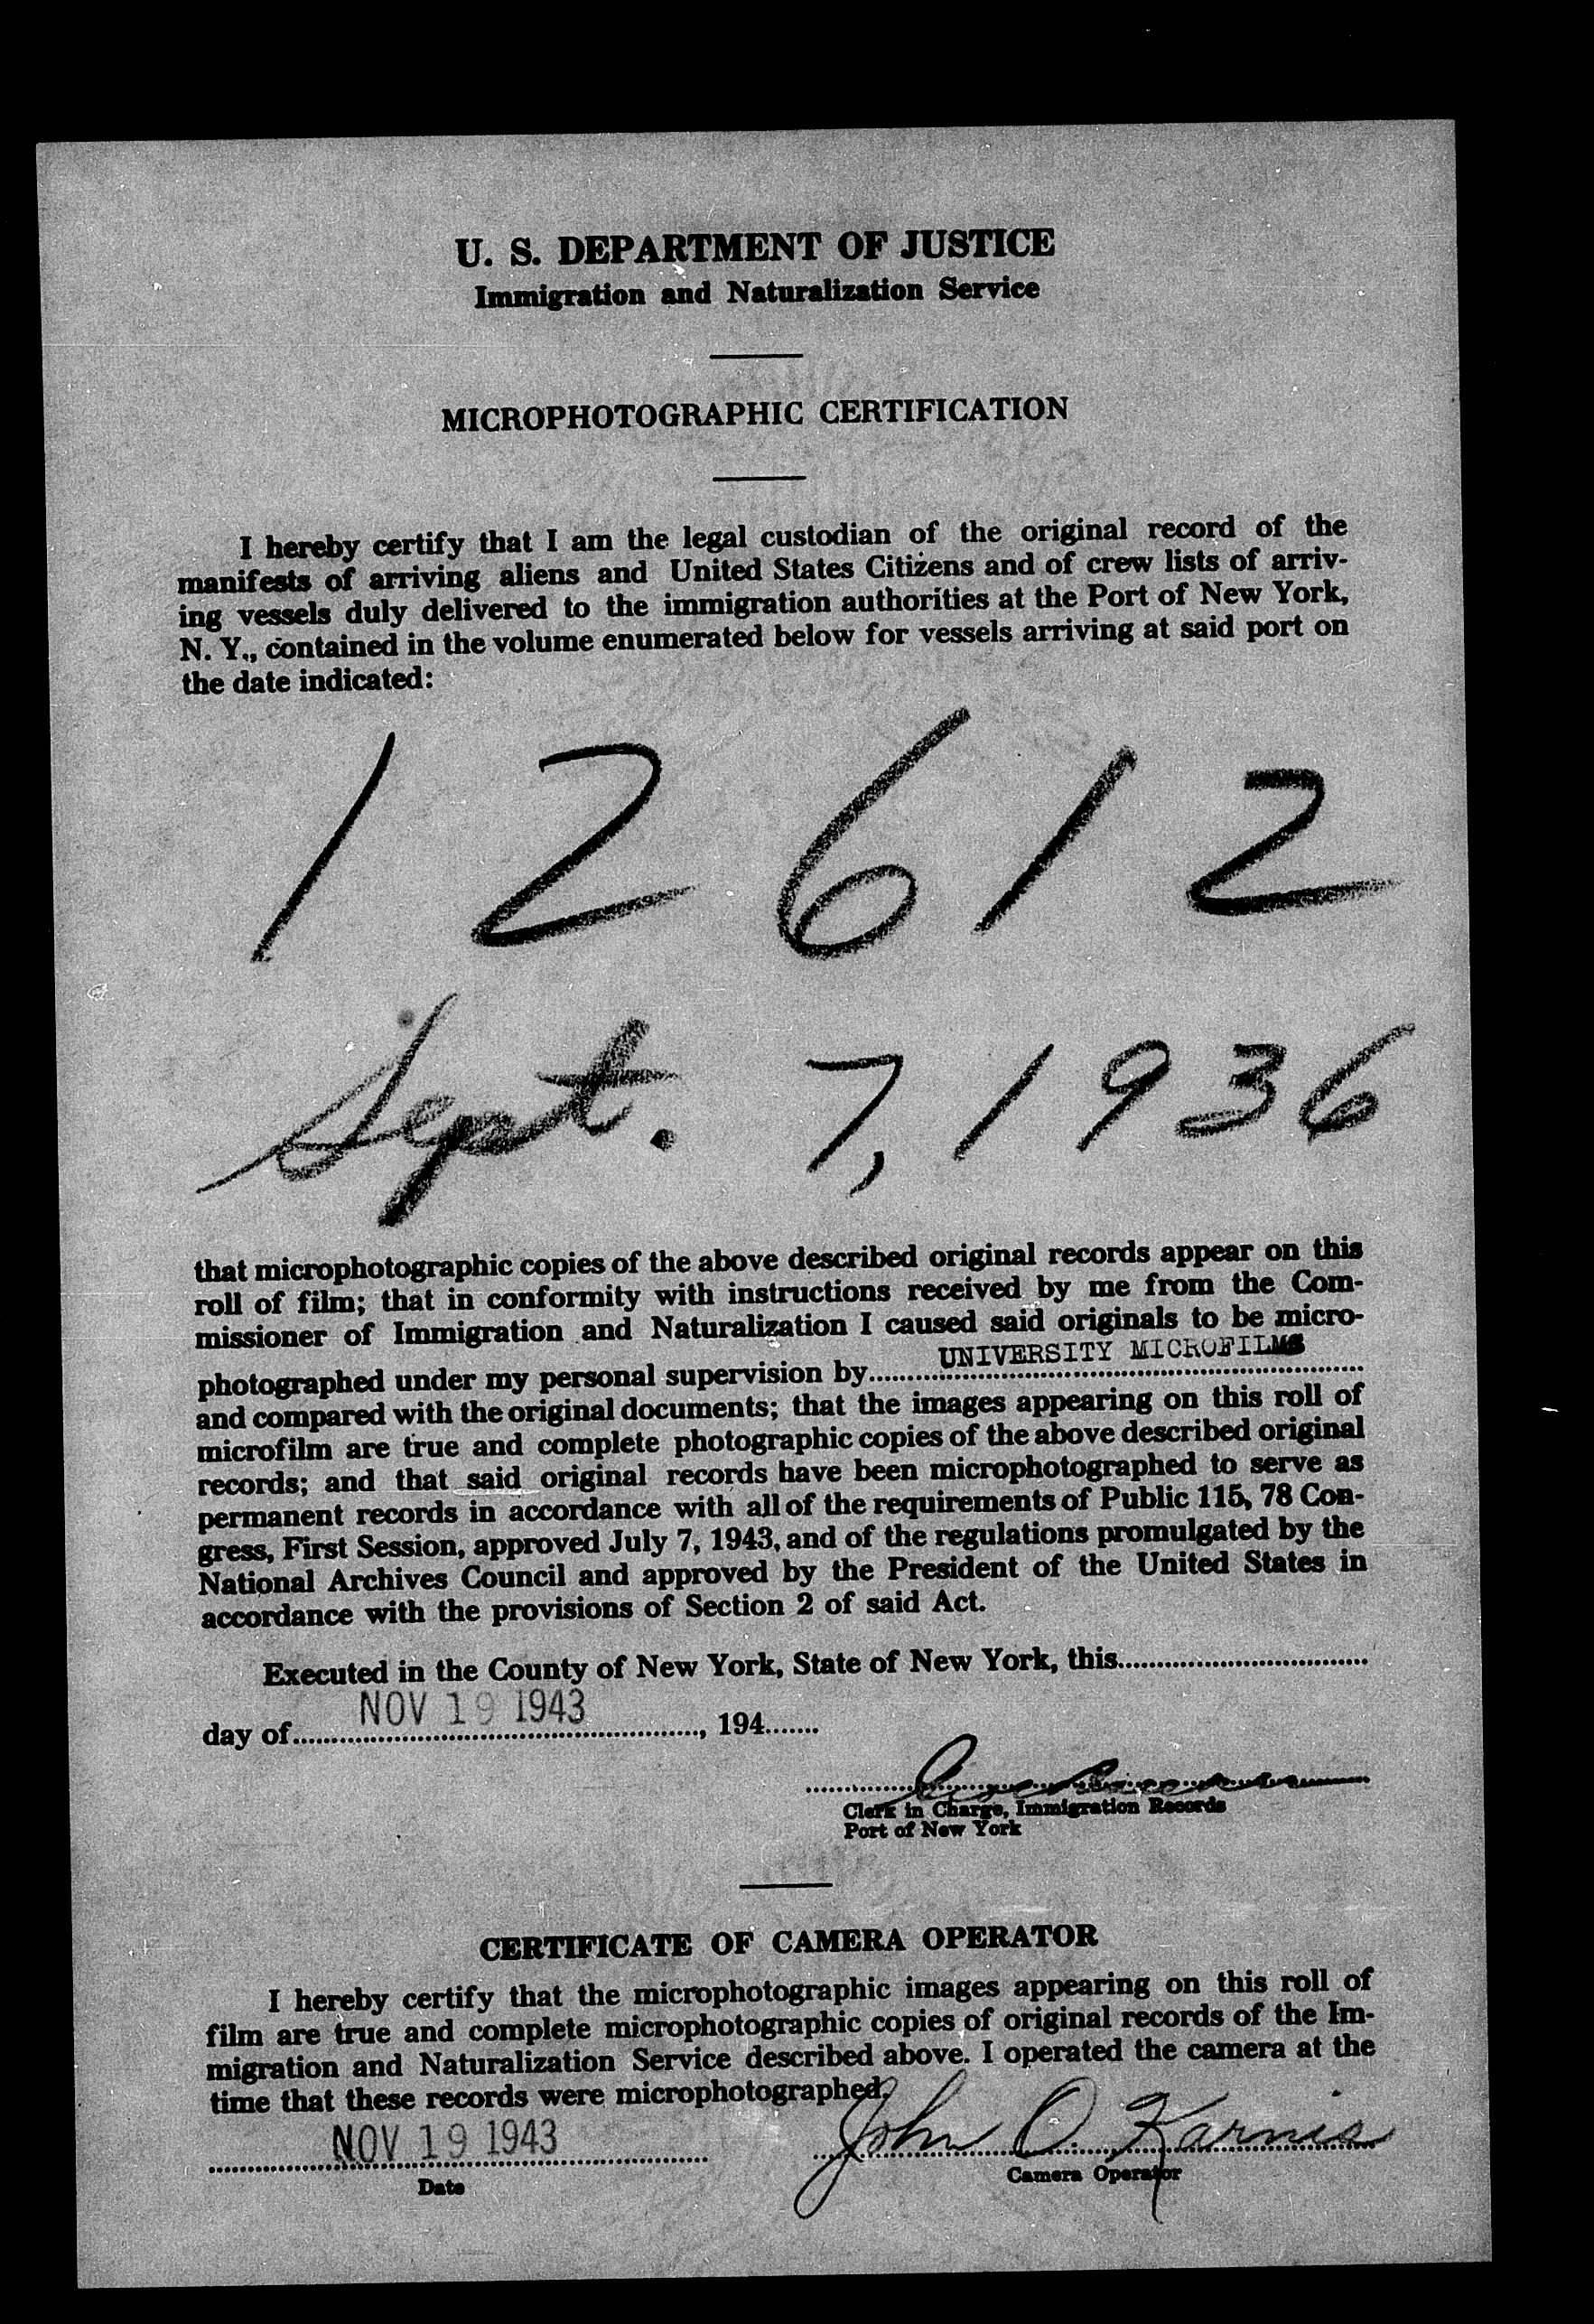 U. S. DEPARTMENT OF JUSTICE
Immigration and Naturalization Service
MICROPHOTOGRAPHIC CERTIFICATION
I hereby certify that I am the legal custodian of the original record of the
manifests of arriving aliens and United States Citizens and of crew lists of arriv-
ing vessels duly delivered to the immigration authorities at the Port of New York,
N. Y., contained in the volume enumerated below for vessels arriving at said port on
the date indicated:
12612
Sept. 7, 1936
that microphotographic copies of the above described original records appear on this
roll of film; that in conformity with instructions received by me from the Com-
missioner of Immigration and Naturalization I caused said originals to be micro-
photographed under my personal supervision by UNIVERSITY MICROFILMS
and compared with the original documents; that the images appearing on this roll of
microfilm are true and complete photographic copies of the above described original
records; and that said original records have been microphotographed to serve as
permanent records in accordance with all of the requirements of Public 115, 78 Con-
gress, First Session, approved July 7, 1943, and of the regulations promulgated by the
National Archives Council and approved by the President of the United States in
accordance with the provisions of Section 2 of said Act.
Executed in the County of New York, State of New York, this
day of NOV 19 1943, 194
Clerk in Charge, Immigration Records
Port of New York
CERTIFICATE OF CAMERA OPERATOR
I hereby certify that the microphotographic images appearing on this roll of
film are true and complete microphotographic copies of original records of the Im-
migration and Naturalization Service described above. I operated the camera at the
time that these records were microphotographed.
NOV 19 1943 John O. Karnis
Date Camera Operator